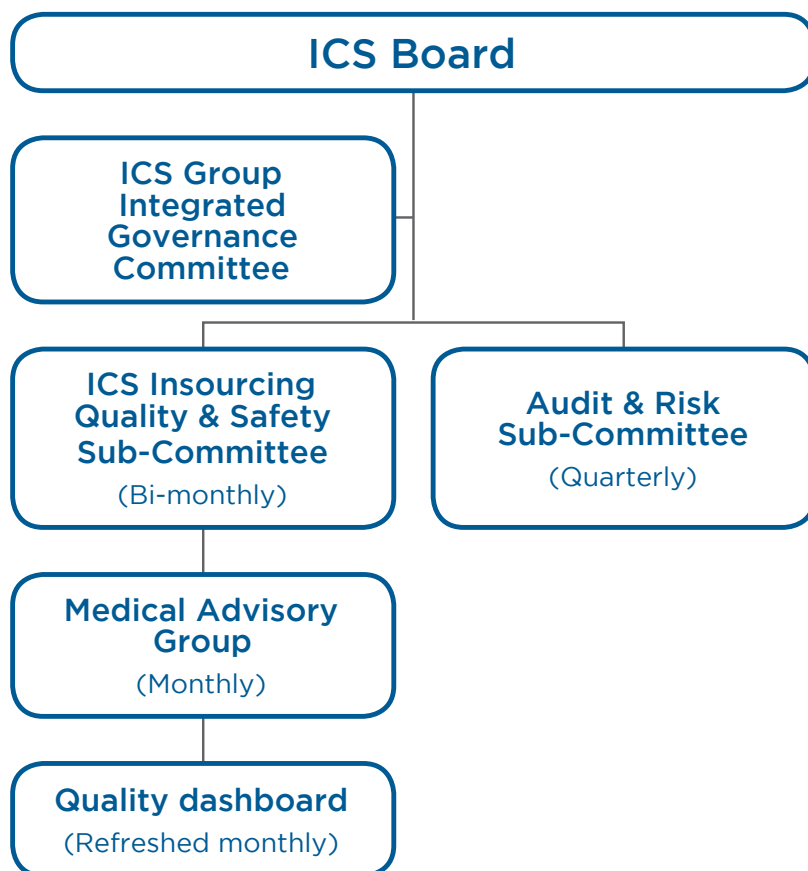 ICS Board
ICS Group
Integrated
Governance
Committee
ICS Insourcing
Quality & Safety
Sub-Committee
(Bi-monthly)
Audit & Risk
Sub-Committee
(Quarterly)
Medical Advisory
Group
(Monthly)
Quality dashboard
(Refreshed monthly)